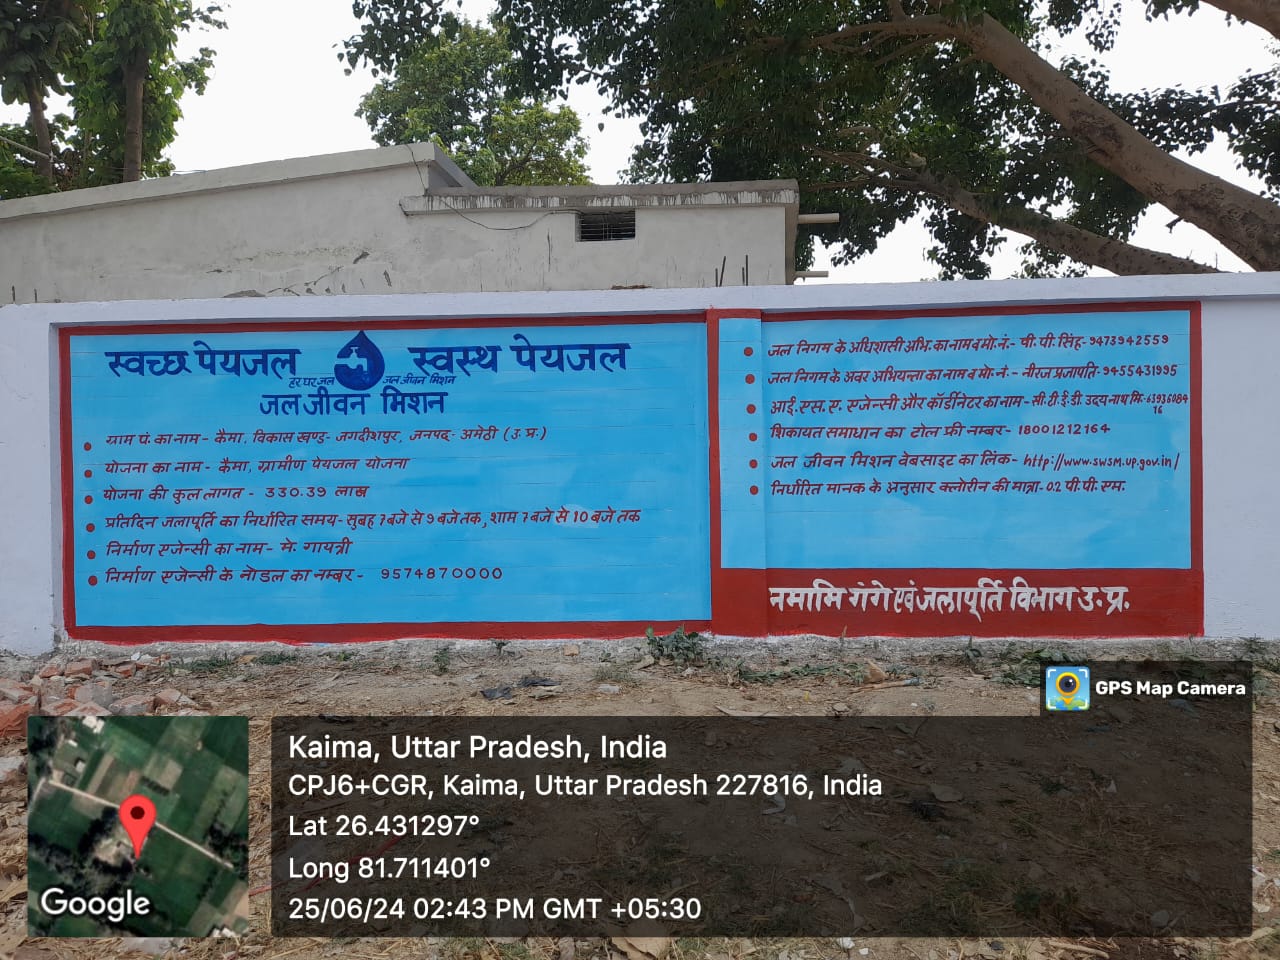 स्वच्छ पेयजल स्वस्थ पेयजल
हर घर जल जल जीवन मिशन
जल जीवन मिशन
ग्राम पं. का नाम - कैमा, विकास खण्ड - जगदीशपुर, जनपद - अमेठी (उ.प्र.)
योजना का नाम - कैमा, ग्रामीण पेयजल योजना
योजना की कुल लागत - 330.39 लाख
प्रतिदिन जलापूर्ति का निर्धारित समय - सुबह 7 बजे से 9 बजे तक, शाम 7 बजे से 10 बजे तक
निर्माण एजेन्सी का नाम - मे. गायत्री
निर्माण एजेन्सी के नोडल का नम्बर - 9574870000
जल निगम के अधिशासी अभि. का नाम व मो. नं. - पी. पी. सिंह - 9473942559
जल निगम के अवर अभियन्ता का नाम व मो. नं. - नीरज प्रजापति - 9455431995
आई. एस. ए. एजेन्सी और कॉर्डीनेटर का नाम - सी. टी. ई. डी. उदय नाथ मि. - 63936084
16
शिकायत समाधान का टोल फ्री नम्बर - 18001212164
जल जीवन मिशन वेबसाइट का लिंक - http://www.swsm.up.gov.in/
निर्धारित मानक के अनुसार क्लोरीन की मात्रा - 0.2 पी. पी. एम.
नमामि गंगे एवं जलापूर्ति विभाग उ. प्र.
GPS Map Camera
Kaima, Uttar Pradesh, India
CPJ6+CGR, Kaima, Uttar Pradesh 227816, India
Lat 26.431297°
Long 81.711401°
25/06/24 02:43 PM GMT +05:30
Google